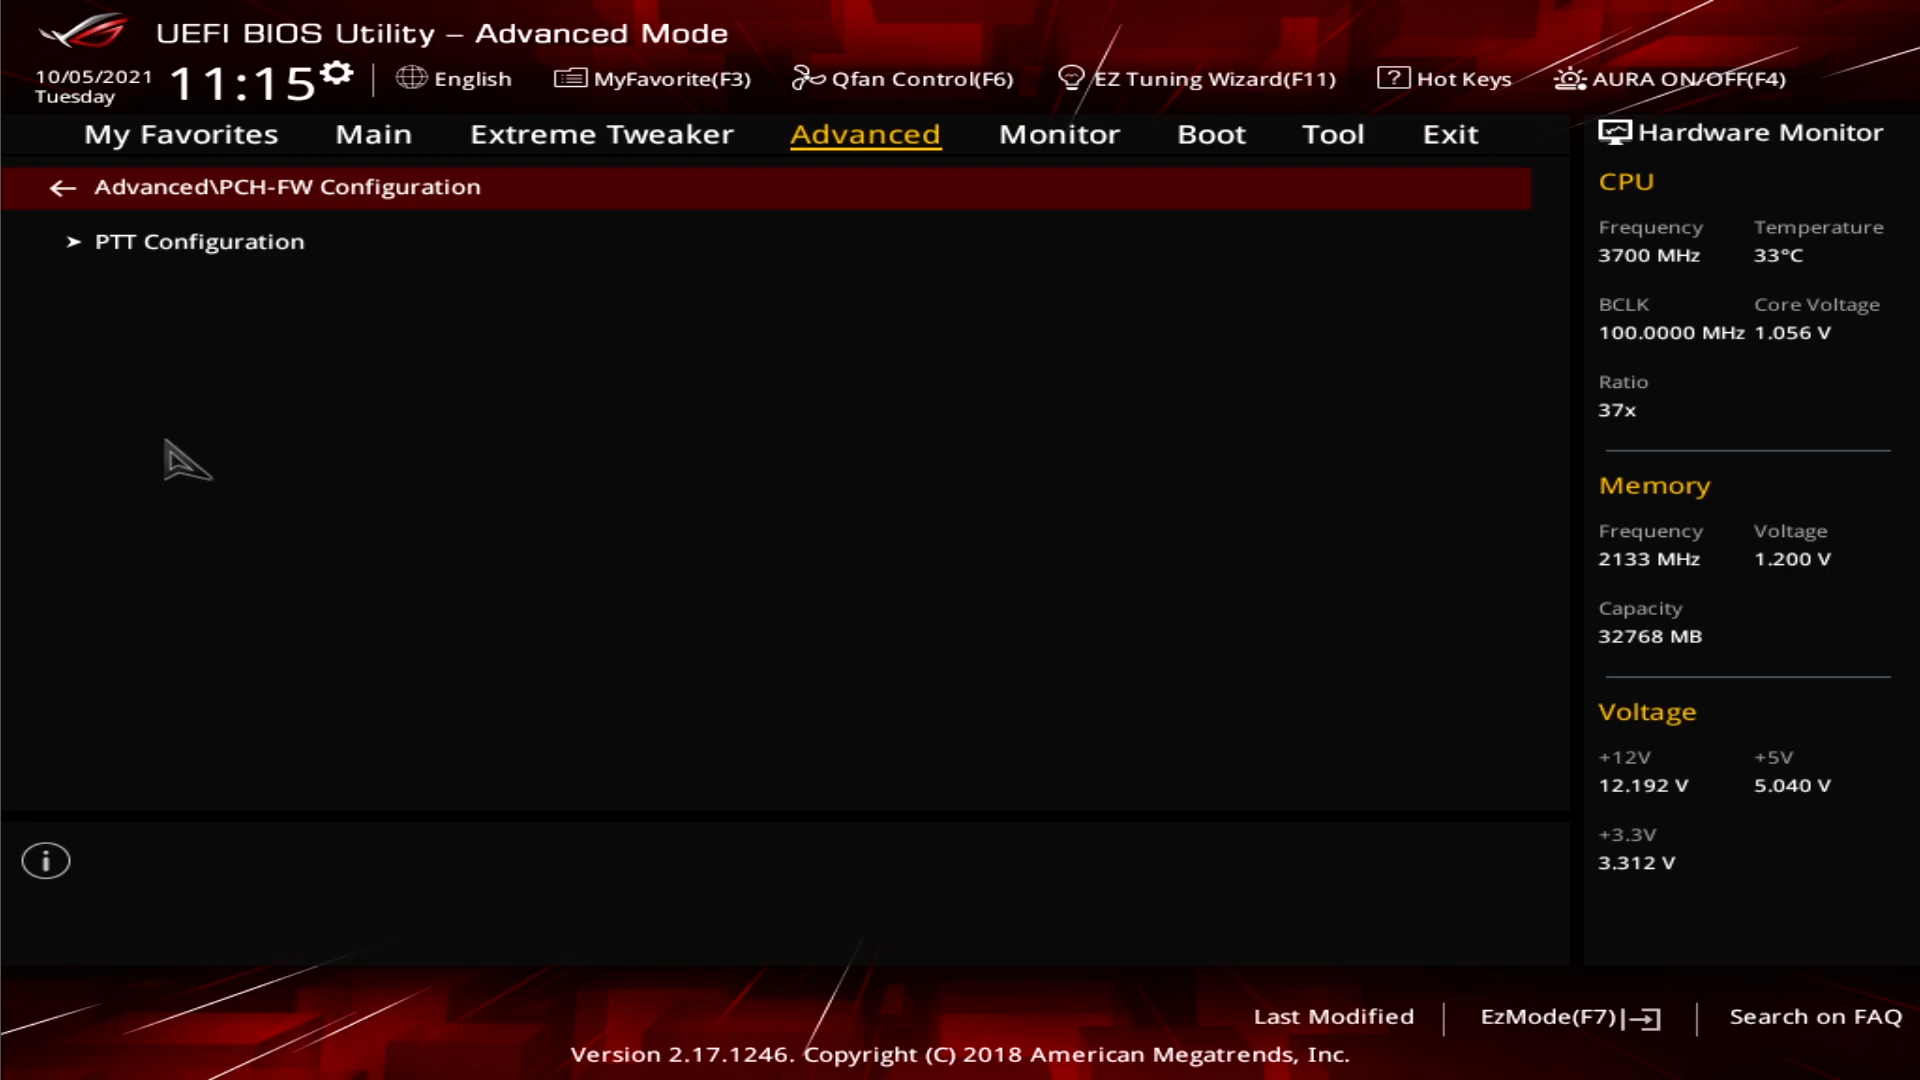 UEFI BIOS Utility – Advanced Mode
10/05/2021
Tuesday
11:15
English
MyFavorite(F3)
Qfan Control(F6)
EZ Tuning Wizard(F11)
? Hot Keys
AURA ON/OFF(F4)
My Favorites
Main
Extreme Tweaker
Advanced
Monitor
Boot
Tool
Exit
Hardware Monitor
← Advanced\PCH-FW Configuration
➤ PTT Configuration
CPU
Frequency Temperature
3700 MHz 33°C
BCLK Core Voltage
100.0000 MHz 1.056 V
Ratio
37x
Memory
Frequency Voltage
2133 MHz 1.200 V
Capacity
32768 MB
Voltage
+12V +5V
12.192 V 5.040 V
+3.3V
3.312 V
i
Last Modified
EzMode(F7)
Search on FAQ
Version 2.17.1246. Copyright (C) 2018 American Megatrends, Inc.